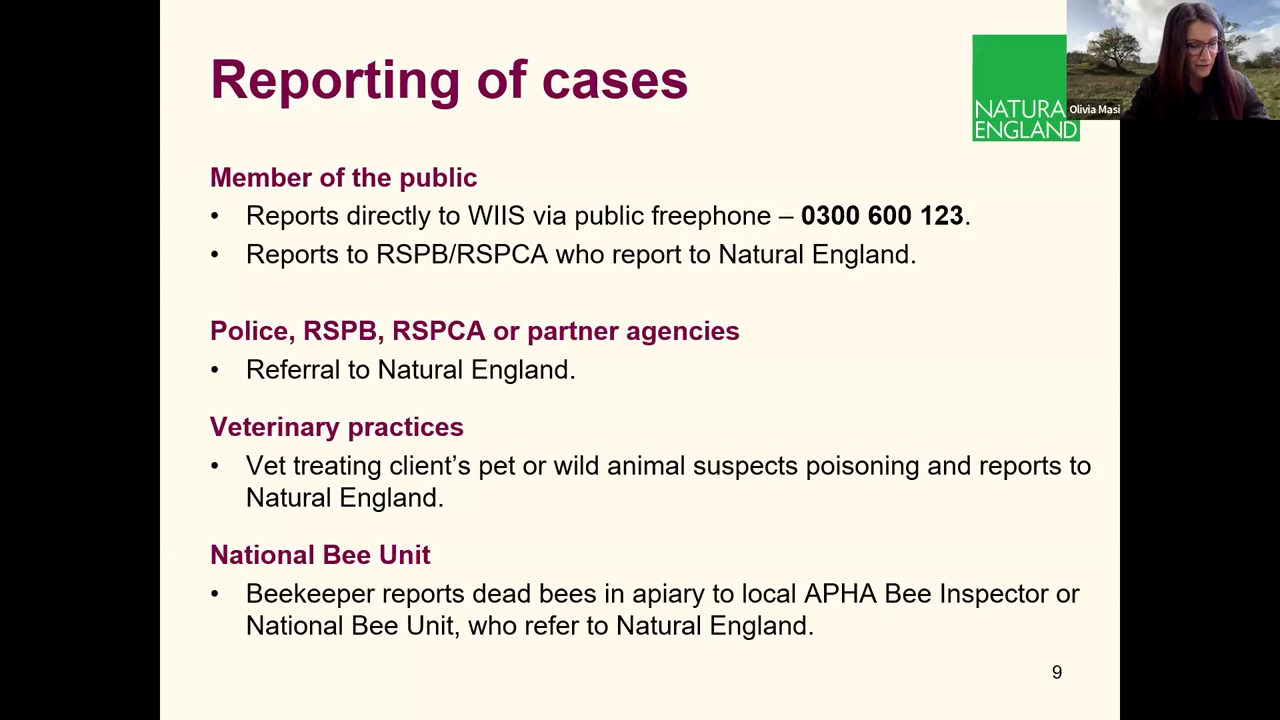 Reporting of cases
NATURA
ENGLAND
Olivia Masi
Member of the public
• Reports directly to WIIS via public freephone – 0300 600 123.
• Reports to RSPB/RSPCA who report to Natural England.
Police, RSPB, RSPCA or partner agencies
• Referral to Natural England.
Veterinary practices
• Vet treating client’s pet or wild animal suspects poisoning and reports to
Natural England.
National Bee Unit
• Beekeeper reports dead bees in apiary to local APHA Bee Inspector or
National Bee Unit, who refer to Natural England.
9